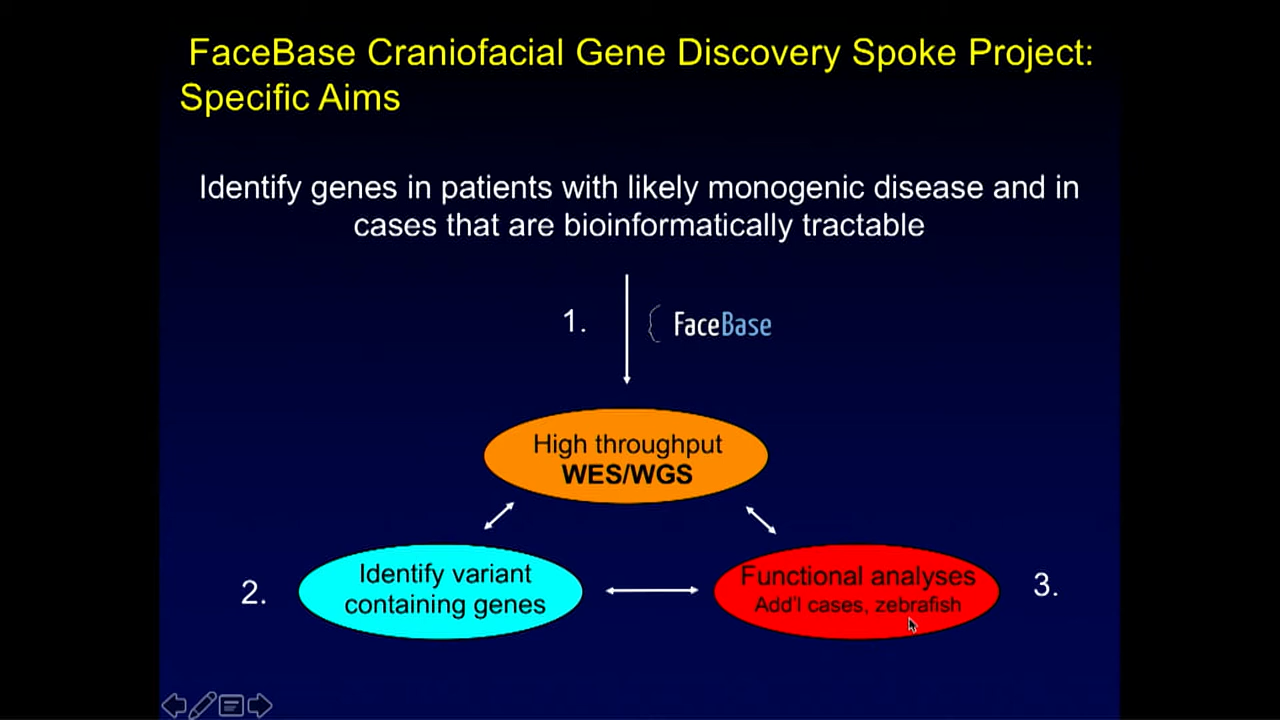 FaceBase Craniofacial Gene Discovery Spoke Project:
Specific Aims
Identify genes in patients with likely monogenic disease and in
cases that are bioinformatically tractable
1.
{ FaceBase
High throughput
WES/WGS
2.
Identify variant
containing genes
Functional analyses
Add'l cases, zebrafish
3.